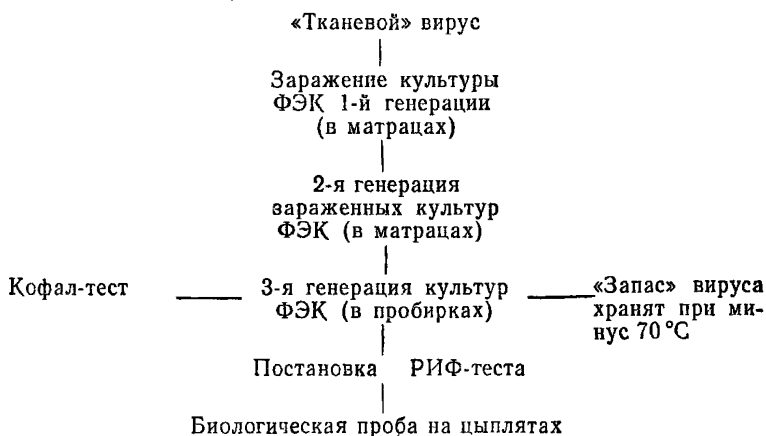 «Тканевой» вирус
Заражение культуры
ФЭК 1-й генерации
(в матрацах)
2-я генерация
зараженных культур
ФЭК (в матрацах)
Кофал-тест
3-я генерация культур
ФЭК (в пробирках)
«Запас» вируса
хранят при ми-
нус 70 °С
Постановка РИФ-теста
Биологическая проба на цыплятах